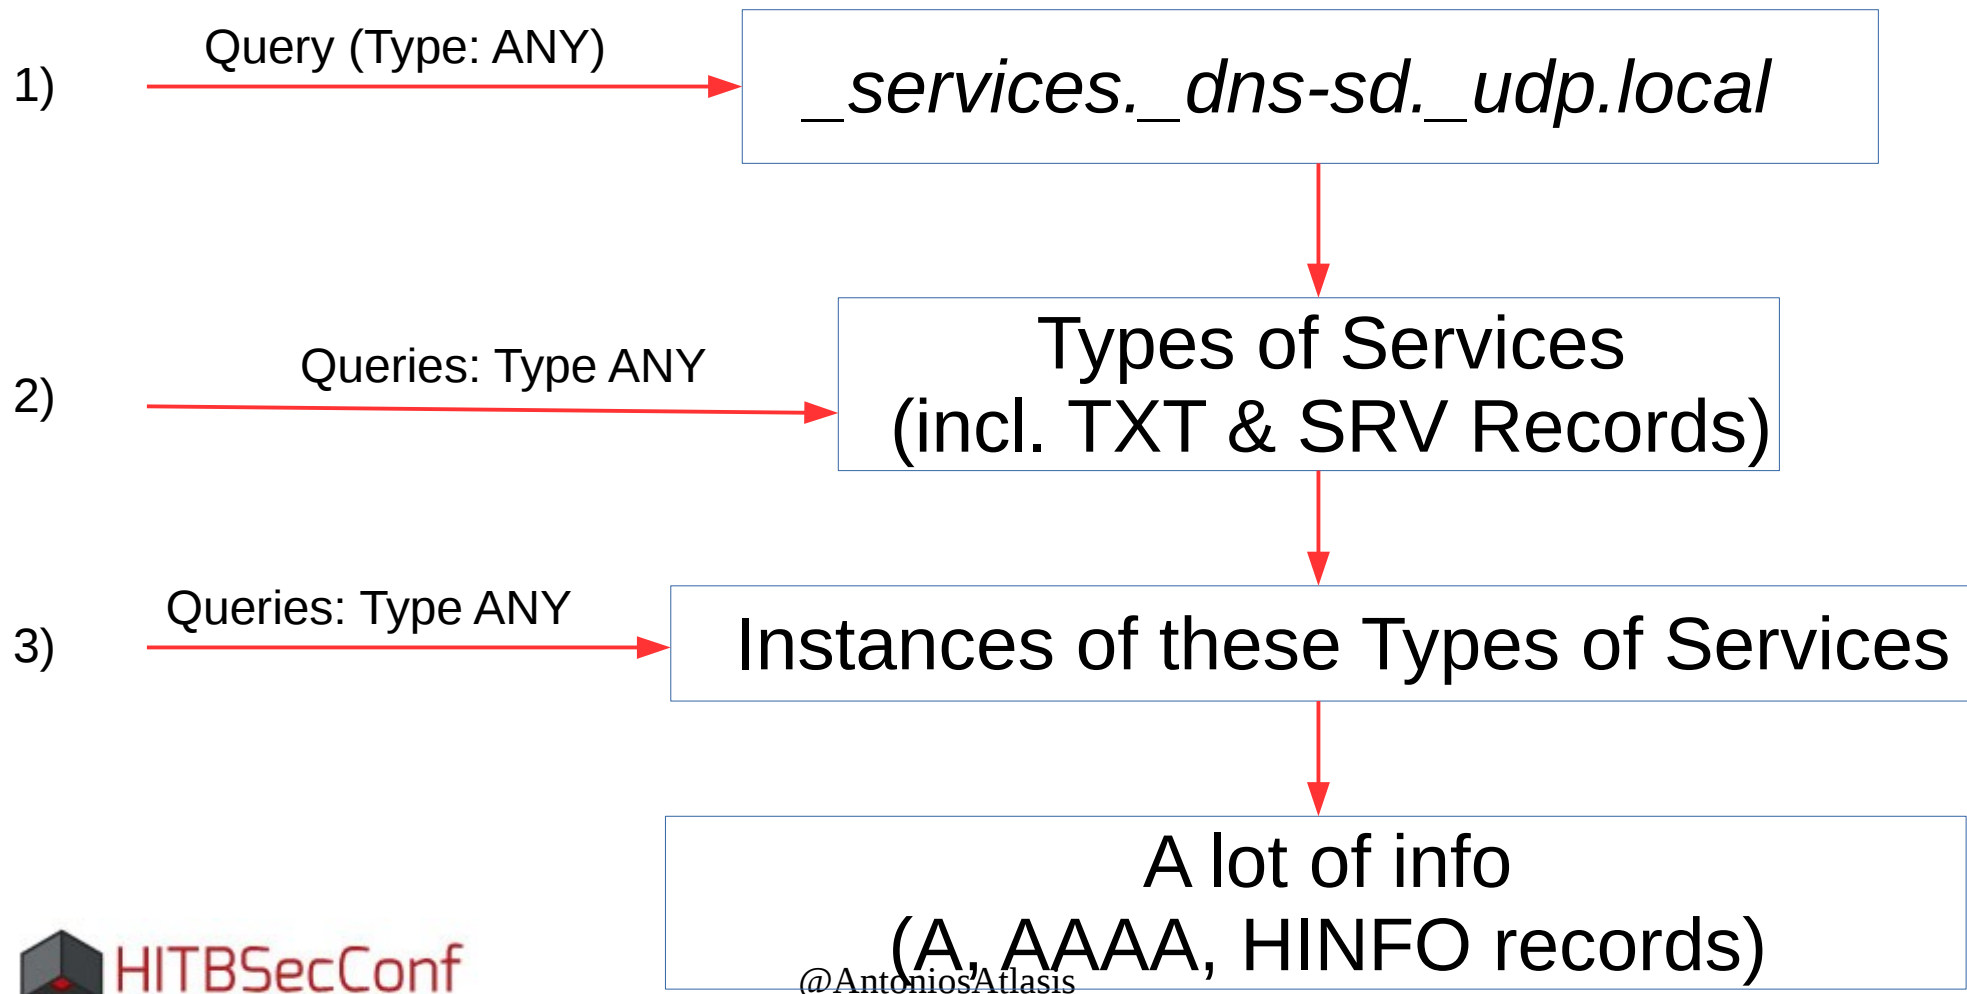 1)
Query (Type: ANY)
_services._dns-sd._udp.local
2)
Queries: Type ANY
Types of Services
(incl. TXT & SRV Records)
3)
Queries: Type ANY
Instances of these Types of Services
A lot of info
(A, AAAA, HINFO records)
HITBSecConf
@AntoniosAtlasis